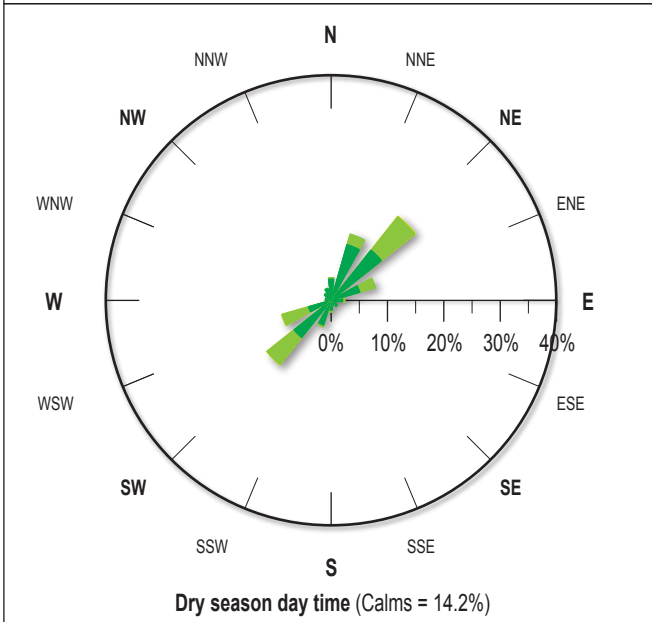 N
NNW NNE
NW NE
WNW ENE
W E
0% 10% 20% 30% 40%
WSW ESE
SW SE
SSW SSE
S
Dry season day time (Calms = 14.2%)